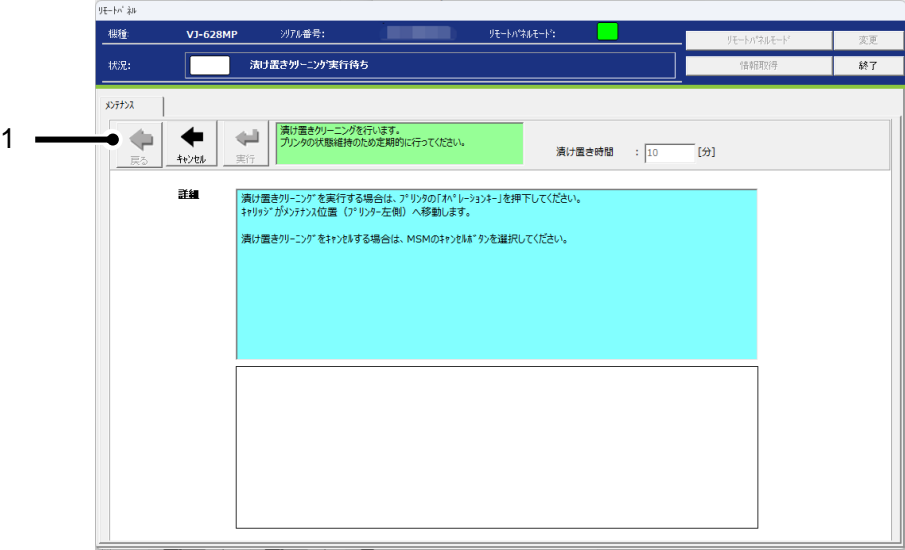 ﾘﾓｰﾄﾊﾟﾈﾙ
機種:
VJ-628MP
ｼﾘｱﾙ番号:
ﾘﾓｰﾄﾊﾟﾈﾙﾓｰﾄﾞ:
ﾘﾓｰﾄﾊﾟﾈﾙﾓｰﾄﾞ
変更
状況:
漬け置きｸﾘｰﾆﾝｸﾞ実行待ち
情報取得
終了
ﾒﾝﾃﾅﾝｽ
1
戻る
ｷｬﾝｾﾙ
実行
漬け置きｸﾘｰﾆﾝｸﾞを行います。
ﾌﾟﾘﾝﾀの状態維持のため定期的に行ってください。
漬け置き時間 : 10 [分]
詳細
漬け置きｸﾘｰﾆﾝｸﾞを実行する場合は、ﾌﾟﾘﾝﾀの「ｵﾍﾟﾚｰｼｮﾝｷｰ」を押下してください。
ｷｬﾘｯｼﾞがﾒﾝﾃﾅﾝｽ位置（ﾌﾟﾘﾝﾀｰ左側）へ移動します。
漬け置きｸﾘｰﾆﾝｸﾞをｷｬﾝｾﾙする場合は、MSMのｷｬﾝｾﾙﾎﾞﾀﾝを選択してください。